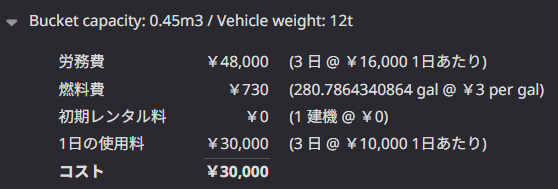 Bucket capacity: 0.45m3 / Vehicle weight: 12t
労務費 ￥48,000 (3 日 @ ￥16,000 1日あたり)
燃料費 ￥730 (280.7864340864 gal @ ￥3 per gal)
初期レンタル料 ￥0 (1 建機 @ ￥0)
1日の使用料 ￥30,000 (3 日 @ ￥10,000 1日あたり)
コスト ￥30,000